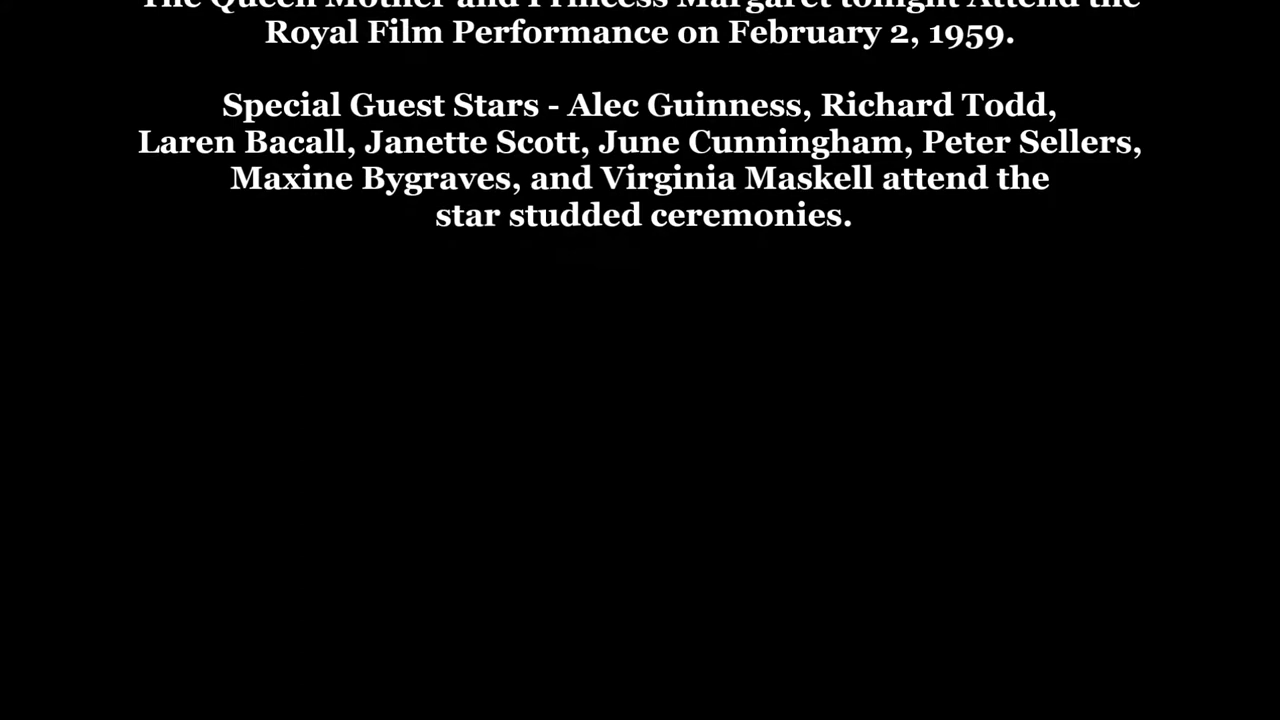 The Queen Mother and Princess Margaret tonight Attend the
Royal Film Performance on February 2, 1959.
Special Guest Stars - Alec Guinness, Richard Todd,
Laren Bacall, Janette Scott, June Cunningham, Peter Sellers,
Maxine Bygraves, and Virginia Maskell attend the
star studded ceremonies.